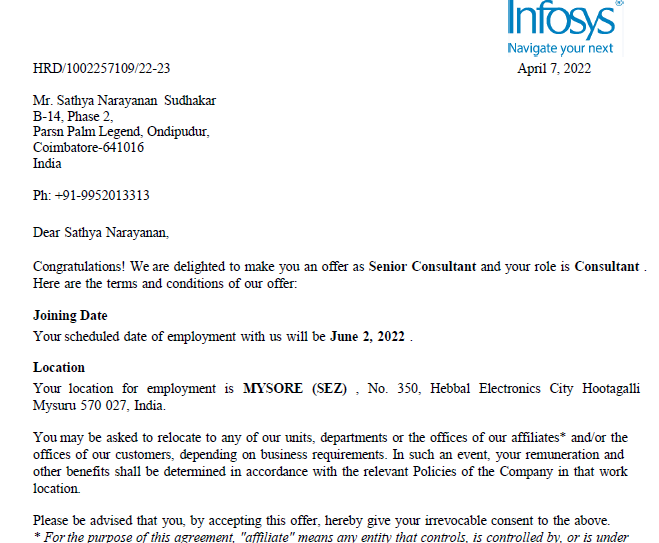 Infosys®
Navigate your next
HRD/1002257109/22-23 April 7, 2022
Mr. Sathya Narayanan Sudhakar
B-14, Phase 2,
Parsn Palm Legend, Ondipudur,
Coimbatore-641016
India
Ph: +91-9952013313
Dear Sathya Narayanan,
Congratulations! We are delighted to make you an offer as Senior Consultant and your role is Consultant .
Here are the terms and conditions of our offer:
Joining Date
Your scheduled date of employment with us will be June 2, 2022 .
Location
Your location for employment is MYSORE (SEZ) , No. 350, Hebbal Electronics City Hootagalli
Mysuru 570 027, India.
You may be asked to relocate to any of our units, departments or the offices of our affiliates* and/or the
offices of our customers, depending on business requirements. In such an event, your remuneration and
other benefits shall be determined in accordance with the relevant Policies of the Company in that work
location.
Please be advised that you, by accepting this offer, hereby give your irrevocable consent to the above.
* For the purpose of this agreement, "affiliate" means any entity that controls, is controlled by, or is under